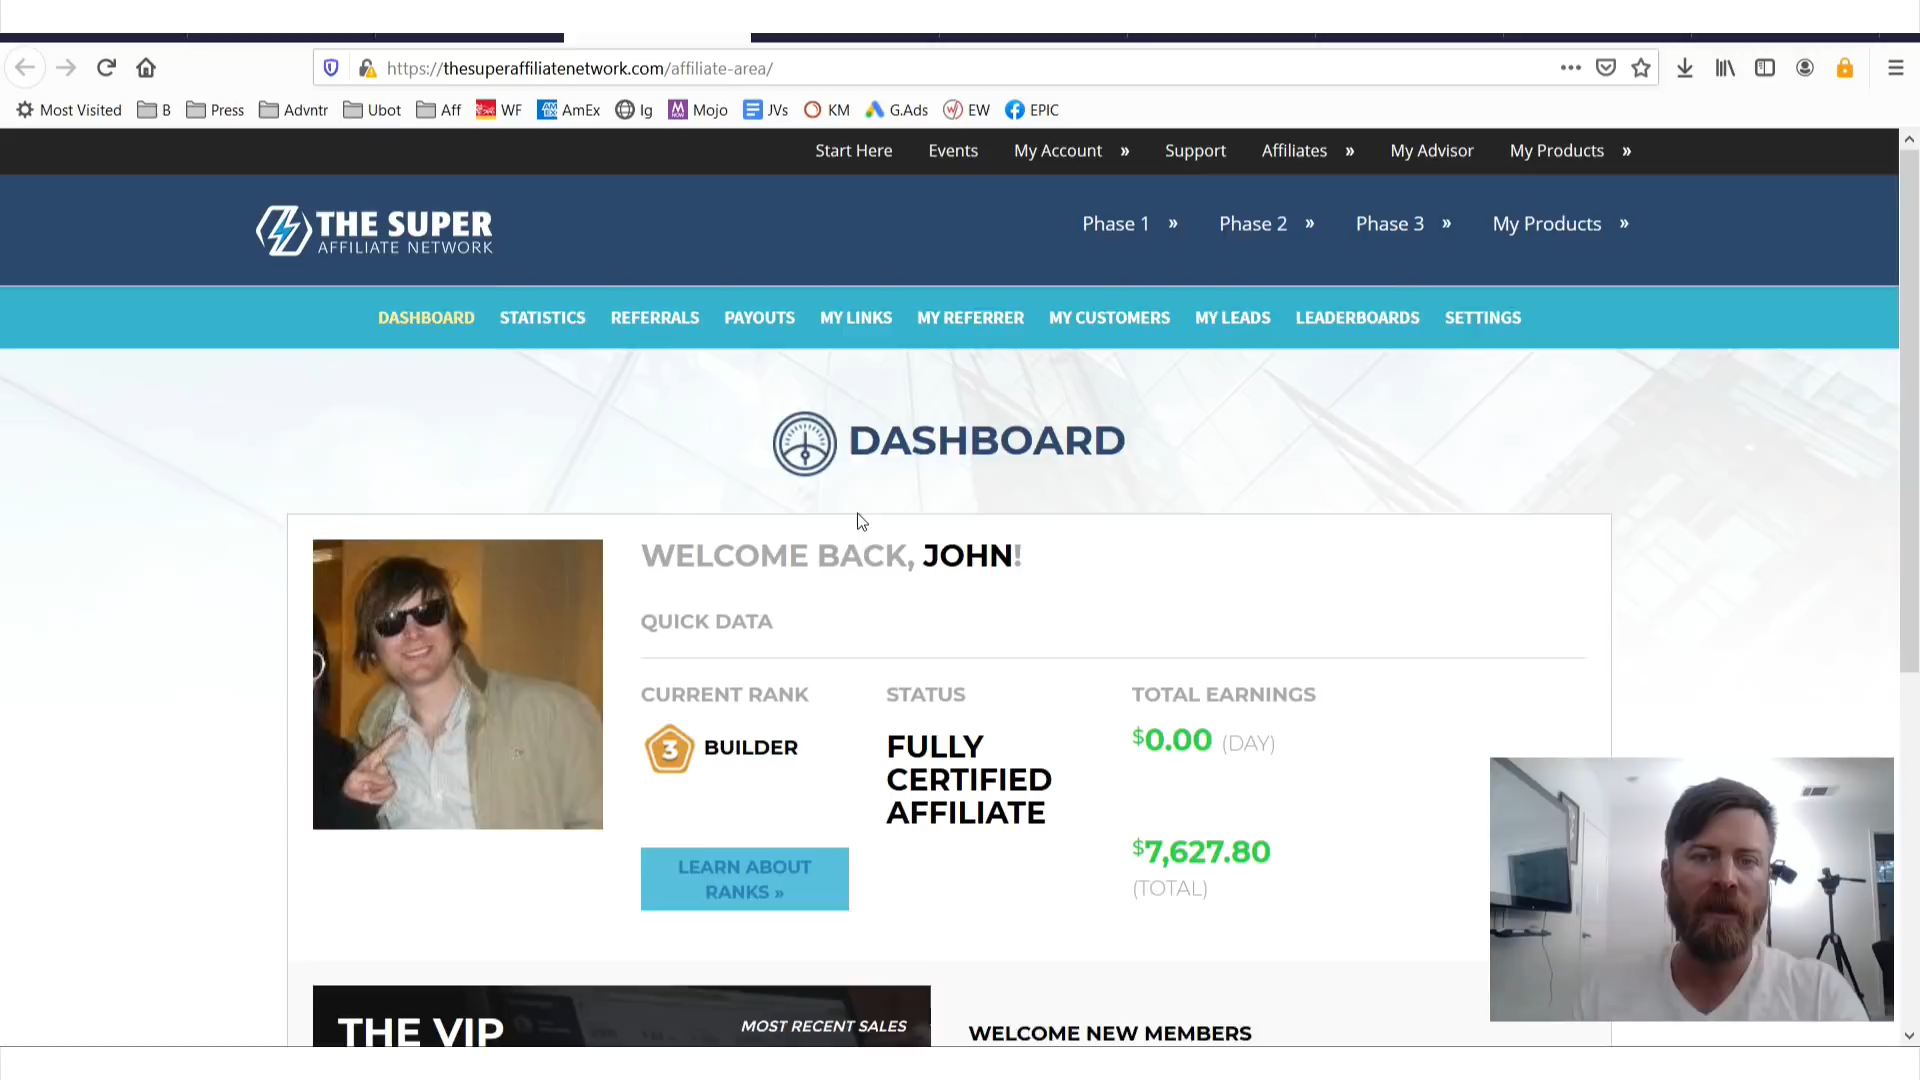 https://thesuperaffiliatenetwork.com/affiliate-area/
Most Visited B Press Advntr Ubot Aff WF AmEx Ig Mojo JVs KM G.Ads EW EPIC
Start Here Events My Account » Support Affiliates » My Advisor My Products »
THE SUPER
AFFILIATE NETWORK
Phase 1 » Phase 2 » Phase 3 » My Products »
DASHBOARD STATISTICS REFERRALS PAYOUTS MY LINKS MY REFERRER MY CUSTOMERS MY LEADS LEADERBOARDS SETTINGS
DASHBOARD
WELCOME BACK, JOHN!
QUICK DATA
CURRENT RANK STATUS TOTAL EARNINGS
3 BUILDER
FULLY
CERTIFIED
AFFILIATE
$0.00 (DAY)
$7,627.80
(TOTAL)
LEARN ABOUT
RANKS »
THE VIP
MOST RECENT SALES
WELCOME NEW MEMBERS